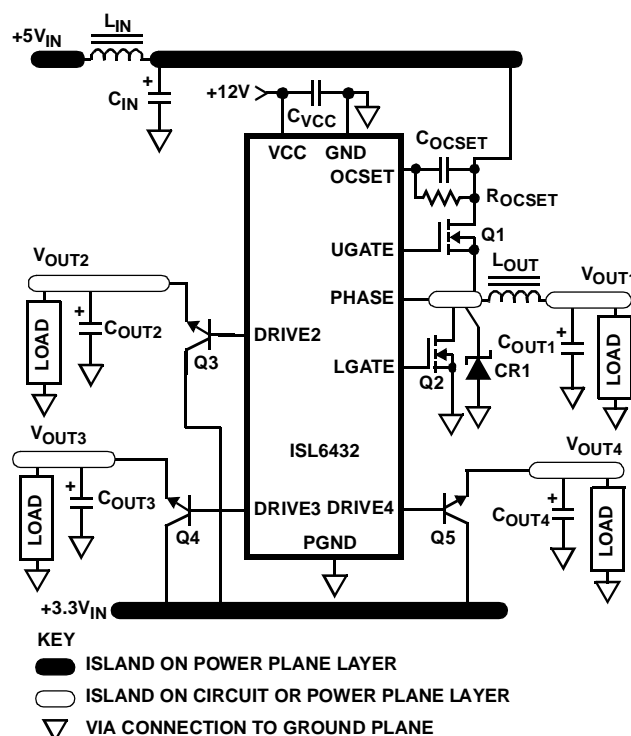 LIN
+5VIN
+
CIN
+12V
CVCC
VCC
GND
COCSET
OCSET
ROCSET
UGATE
Q1
VOUT2
LOUT
VOUT1
PHASE
+
COUT2
LOAD
DRIVE2
Q3
LGATE
Q2
CR1
+
COUT1
LOAD
ISL6432
VOUT3
VOUT4
+
COUT3
LOAD
Q4
DRIVE3
DRIVE4
Q5
+
COUT4
LOAD
PGND
+3.3VIN
KEY
ISLAND ON POWER PLANE LAYER
ISLAND ON CIRCUIT OR POWER PLANE LAYER
VIA CONNECTION TO GROUND PLANE